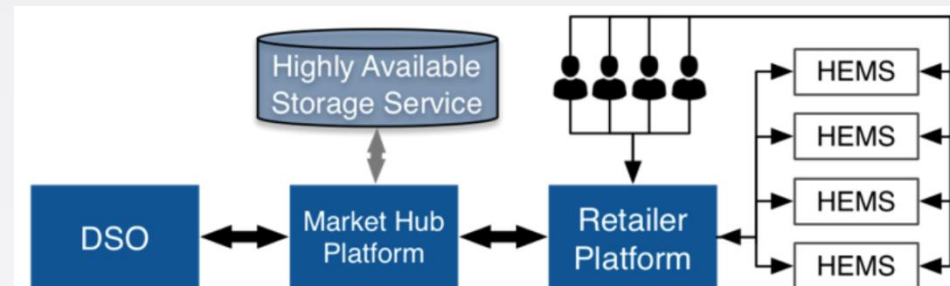 Highly Available
Storage Service
HEMS
HEMS
HEMS
HEMS
DSO
Market Hub
Platform
Retailer
Platform